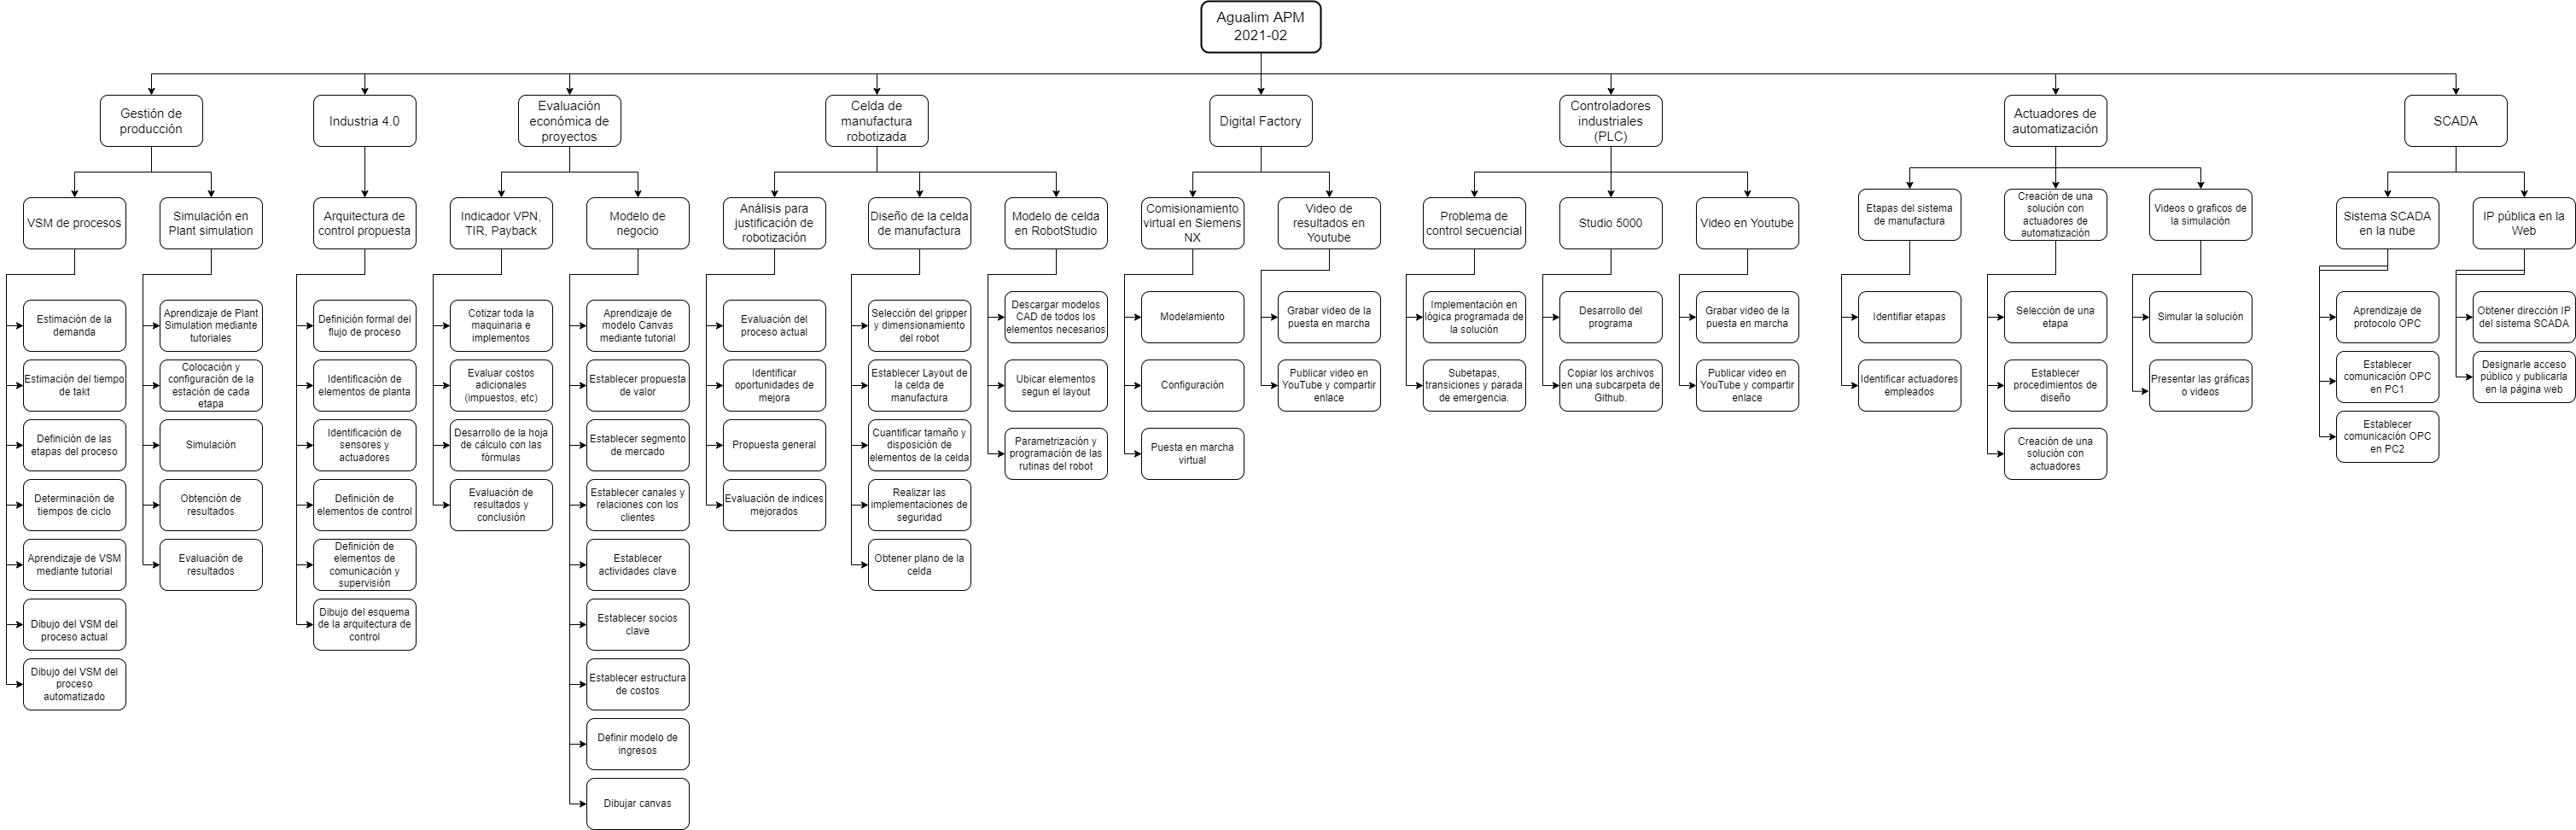 Agualim APM
2021-02
Gestión de
producción
Industria 4.0
Evaluación
económica de
proyectos
Celda de
manufactura
robotizada
Digital Factory
Controladores
industriales
(PLC)
Actuadores de
automatización
SCADA
VSM de procesos
Simulación en
Plant simulation
Arquitectura de
control propuesta
Indicador VPN,
TIR, Payback
Modelo de
negocio
Análisis para
justificación de
robotización
Diseño de la celda
de manufactura
Modelo de celda
en RobotStudio
Comisionamiento
virtual en Siemens
NX
Video de
resultados en
Youtube
Problema de
control secuencial
Studio 5000
Video en Youtube
Etapas del sistema
de manufactura
Creación de una
solución con
actuadores de
automatización
Videos o graficos de
la simulación
Sistema SCADA
en la nube
IP pública en la
Web
Estimación de la
demanda
Estimación del tiempo
de takt
Definición de las
etapas del proceso
Determinación de
tiempos de ciclo
Aprendizaje de VSM
mediante tutorial
Dibujo del VSM del
proceso actual
Dibujo del VSM del
proceso
automatizado
Aprendizaje de Plant
Simulation mediante
tutoriales
Colocación y
configuración de la
estación de cada
etapa
Simulación
Obtención de
resultados
Evaluación de
resultados
Definición formal del
flujo de proceso
Identificación de
elementos de planta
Identificación de
sensores y
actuadores
Definición de
elementos de control
Definición de
elementos de
comunicación y
supervisión
Dibujo del esquema
de la arquitectura de
control
Cotizar toda la
maquinaria e
implementos
Evaluar costos
adicionales
(impuestos, etc)
Desarrollo de la hoja
de cálculo con las
fórmulas
Evaluación de
resultados y
conclusión
Aprendizaje de
modelo Canvas
mediante tutorial
Establecer propuesta
de valor
Establecer segmento
de mercado
Establecer canales y
relaciones con los
clientes
Establecer
actividades clave
Establecer socios
clave
Establecer estructura
de costos
Definir modelo de
ingresos
Dibujar canvas
Evaluación del
proceso actual
Identificar
oportunidades de
mejora
Propuesta general
Evaluación de indices
mejorados
Selección del gripper
y dimensionamiento
del robot
Establecer Layout de
la celda de
manufactura
Cuantificar tamaño y
disposición de
elementos de la celda
Realizar las
implementaciones de
seguridad
Obtener plano de la
celda
Descargar modelos
CAD de todos los
elementos necesarios
Ubicar elementos
segun el layout
Parametrización y
programación de las
rutinas del robot
Modelamiento
Configuración
Puesta en marcha
virtual
Grabar video de la
puesta en marcha
Publicar video en
YouTube y compartir
enlace
Implementación en
lógica programada de
la solución
Subetapas,
transiciones y parada
de emergencia.
Desarrollo del
programa
Copiar los archivos
en una subcarpeta de
Github.
Grabar video de la
puesta en marcha
Publicar video en
YouTube y compartir
enlace
Identifiar etapas
Identificar actuadores
empleados
Selección de una
etapa
Establecer
procedimientos de
diseño
Creación de una
solución con
actuadores
Simular la solución
Presentar las gráficas
o videos
Aprendizaje de
protocolo OPC
Establecer
comunicación OPC
en PC1
Establecer
comunicación OPC
en PC2
Obtener dirección IP
del sistema SCADA
Designarle acceso
público y publicarla
en la página web